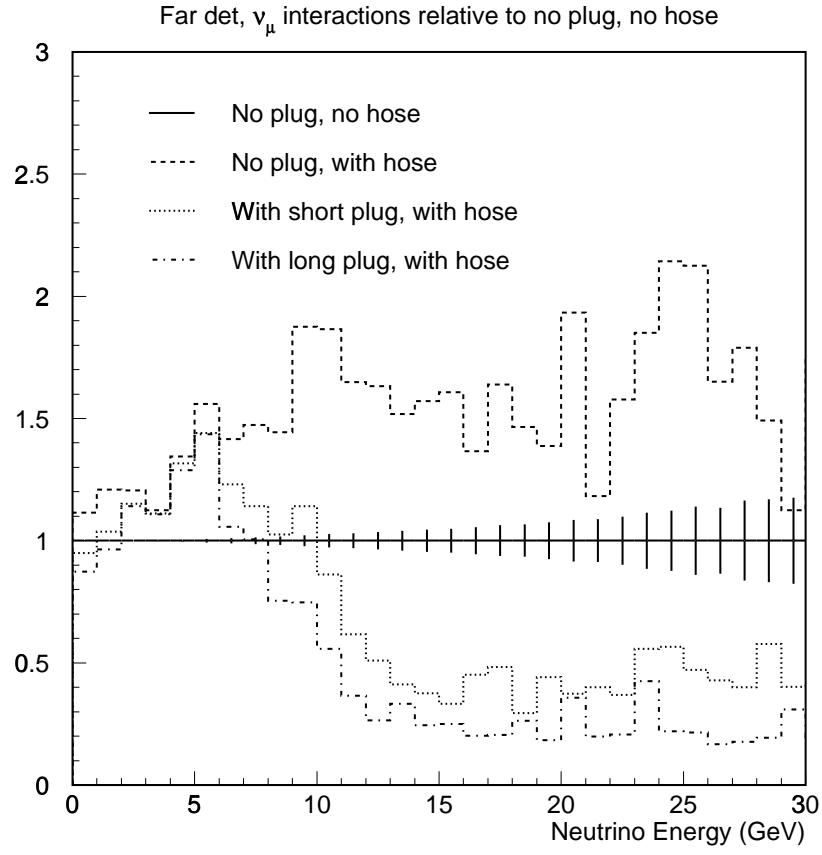 Far det, νμ interactions relative to no plug, no hose
3
No plug, no hose
No plug, with hose
2.5
With short plug, with hose
With long plug, with hose
2
1.5
1
0.5
0
0 5 10 15 20 25 30
Neutrino Energy (GeV)